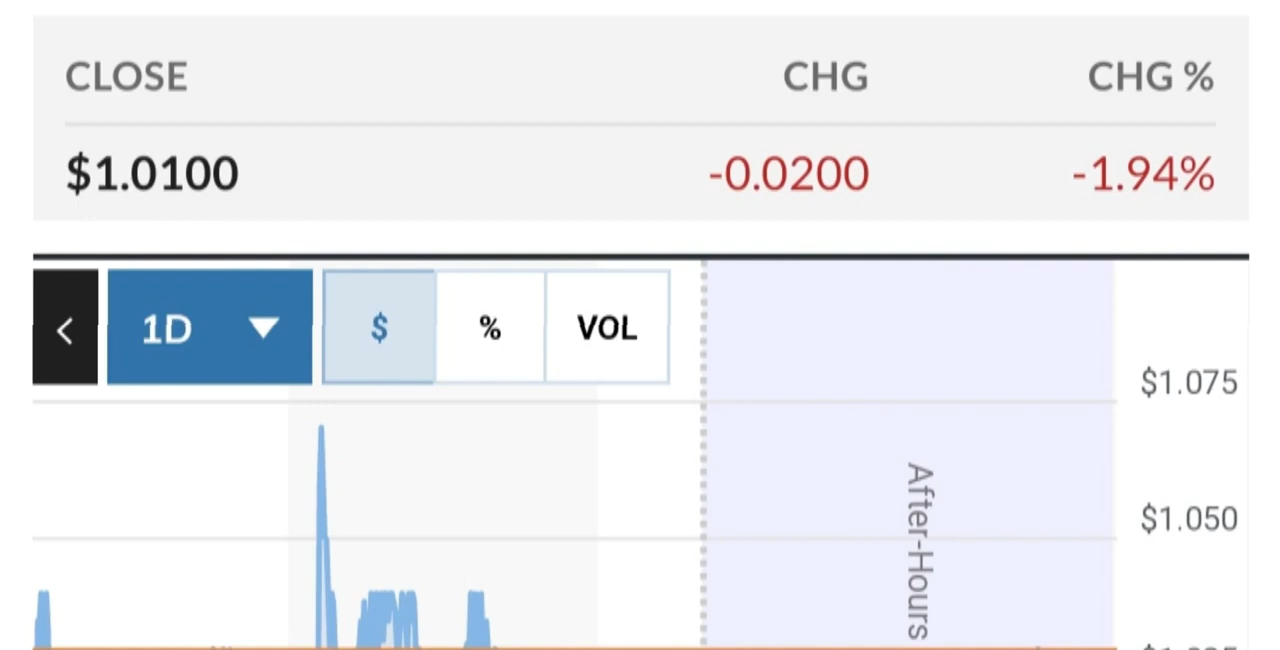 CLOSE CHG CHG %
$1.0100 -0.0200 -1.94%
1D $ % VOL
$1.075
$1.050
After-Hours